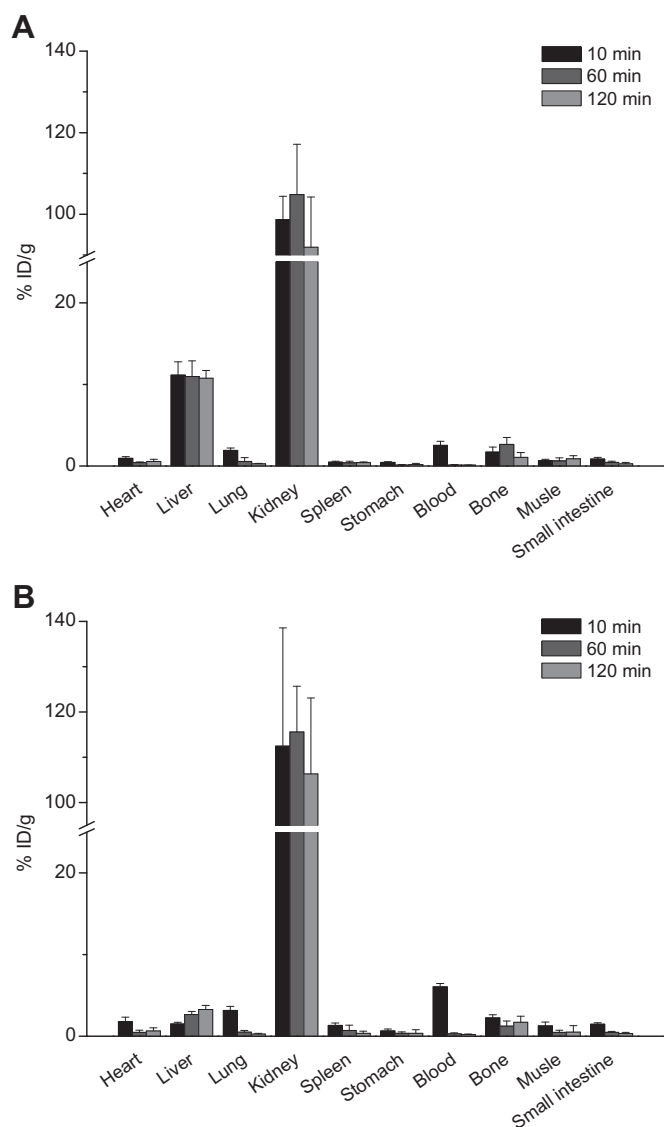 A
140
120
100
20
0
% ID/g
10 min
60 min
120 min
Heart
Liver
Lung
Kidney
Spleen
Stomach
Blood
Bone
Musle
Small intestine
B
140
120
100
20
0
% ID/g
10 min
60 min
120 min
Heart
Liver
Lung
Kidney
Spleen
Stomach
Blood
Bone
Musle
Small intestine